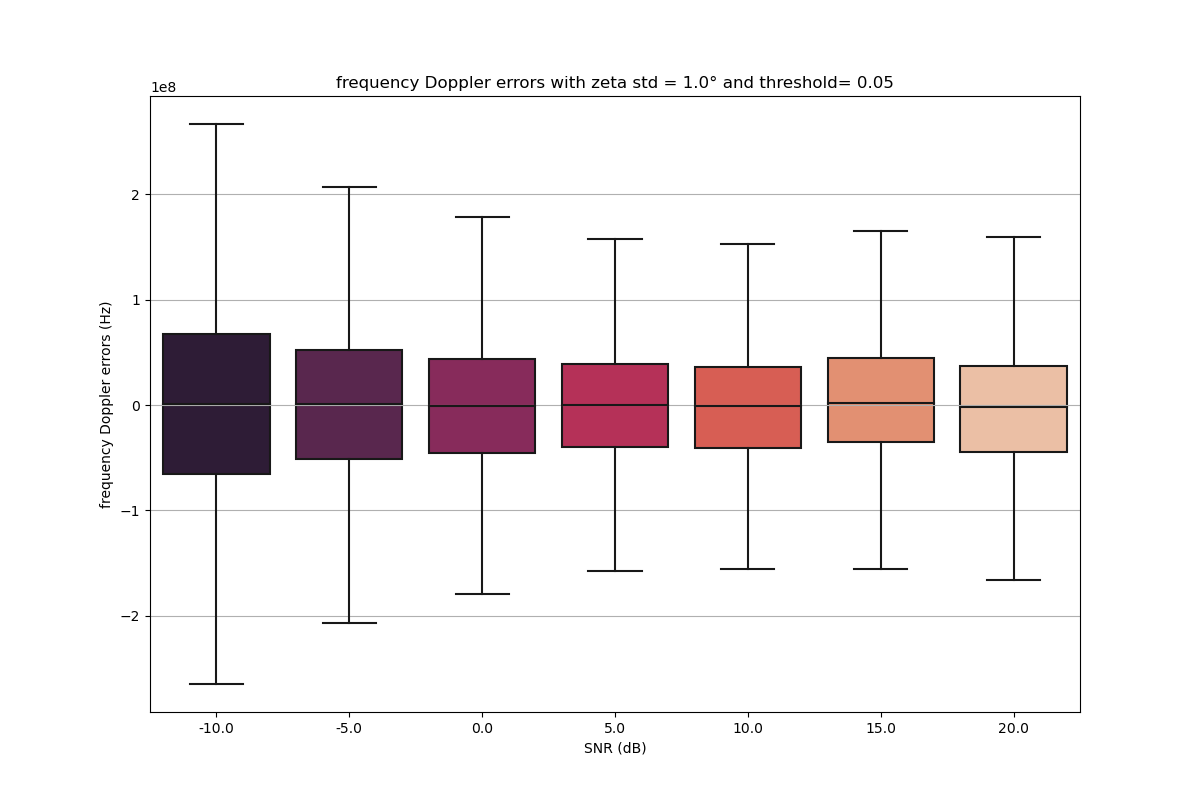 frequency Doppler errors with zeta std = 1.0° and threshold= 0.05
1e8
2
1
0
−1
−2
frequency Doppler errors (Hz)
-10.0 -5.0 0.0 5.0 10.0 15.0 20.0
SNR (dB)